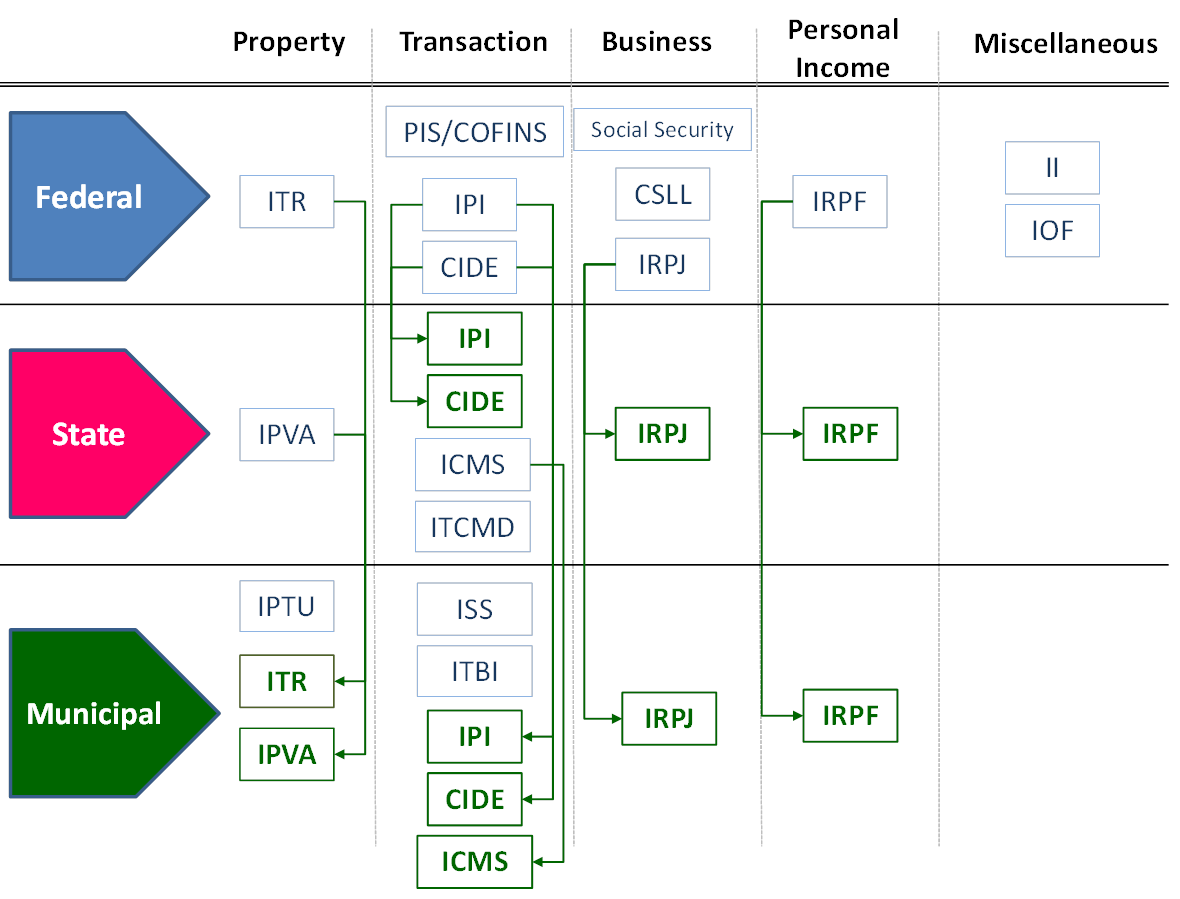 Property
Transaction
Business
Personal
Income
Miscellaneous
Federal
ITR
PIS/COFINS
IPI
CIDE
Social Security
CSLL
IRPJ
IRPF
II
IOF
State
IPVA
IPI
CIDE
ICMS
ITCMD
IRPJ
IRPF
Municipal
IPTU
ITR
IPVA
ISS
ITBI
IPI
CIDE
ICMS
IRPJ
IRPF